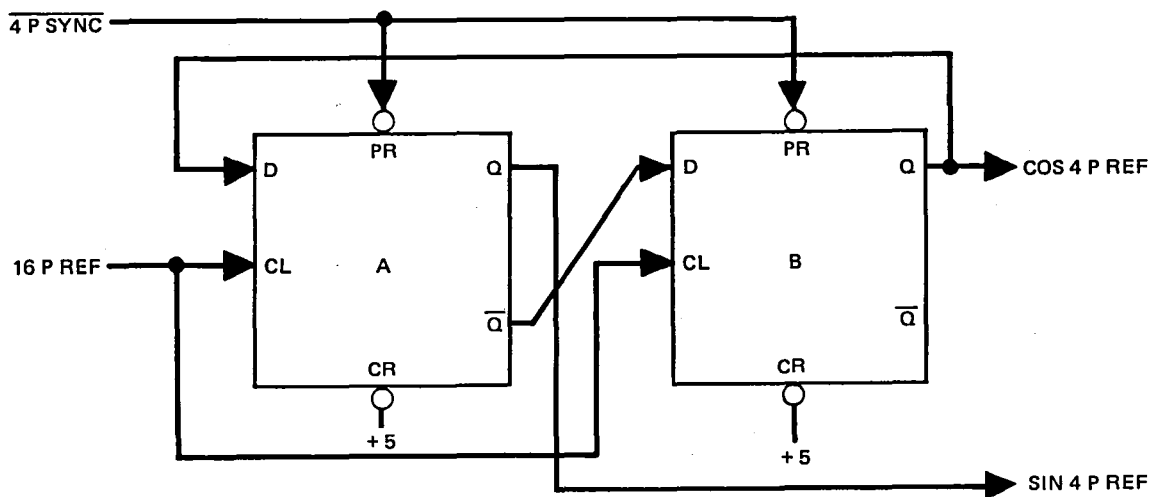 4 P SYNC
PR
PR
D
Q
D
Q
COS 4 P REF
16 P REF
CL
A
CL
B
Q
Q
CR
CR
+ 5
+ 5
SIN 4 P REF